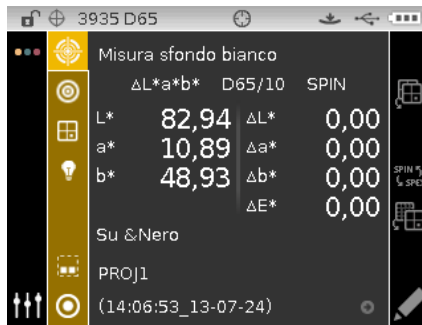 3935 D65
Misura sfondo bianco
ΔL*a*b* D65/10 SPIN
L* 82,94 ΔL* 0,00
a* 10,89 Δa* 0,00
b* 48,93 Δb* 0,00
ΔE* 0,00
SPIN
SPE
Su &Nero
PROJ1
(14:06:53_13-07-24)